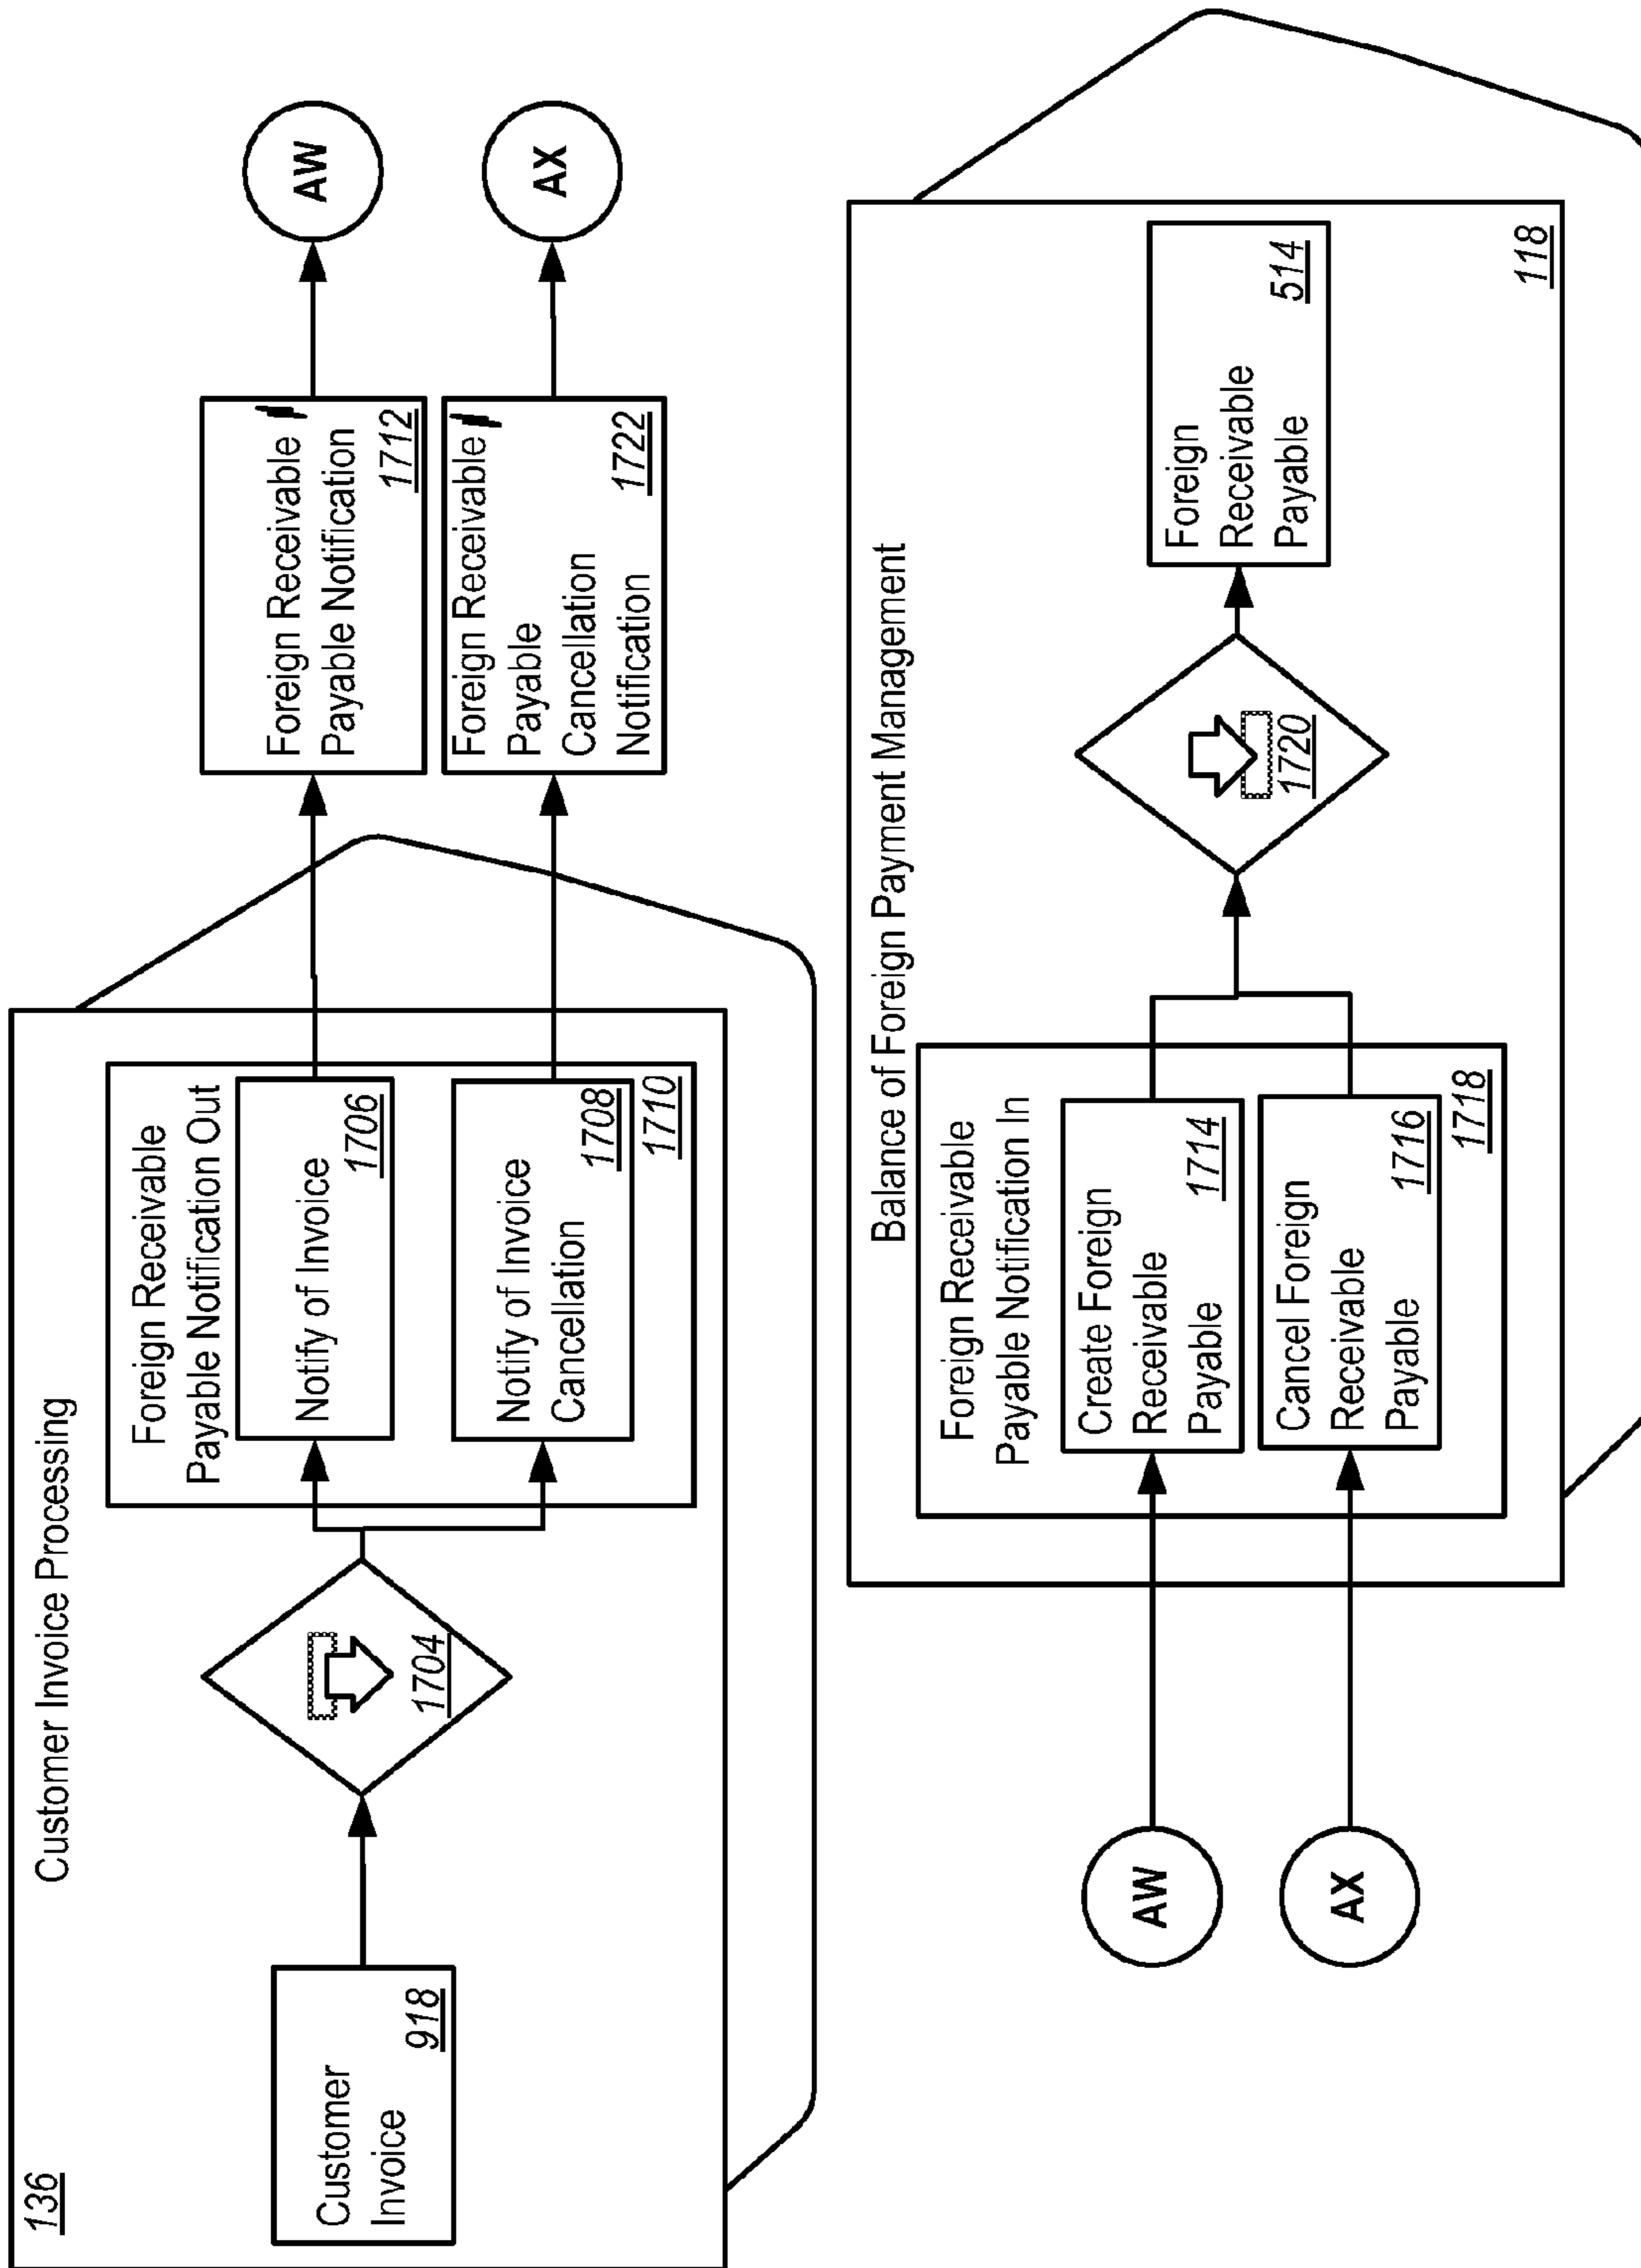 136
Customer Invoice Processing
Customer
Invoice
918
1704
Foreign Receivable
Payable Notification Out
Notify of Invoice
1706
Notify of Invoice
Cancellation
1708
1710
Foreign Receivable
Payable Notification
1712
Foreign Receivable
Payable
Cancellation
Notification
1722
AW
AX
Balance of Foreign Payment Management
AW
AX
Foreign Receivable
Payable Notification In
Create Foreign
Receivable
Payable
1714
Cancel Foreign
Receivable
Payable
1716
1718
1720
Foreign
Receivable
Payable
514
118